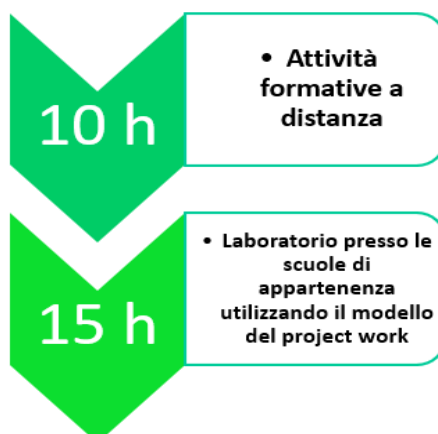 10 h
• Attività
formative a
distanza
15 h
• Laboratorio presso le
scuole di
appartenenza
utilizzando il modello
del project work